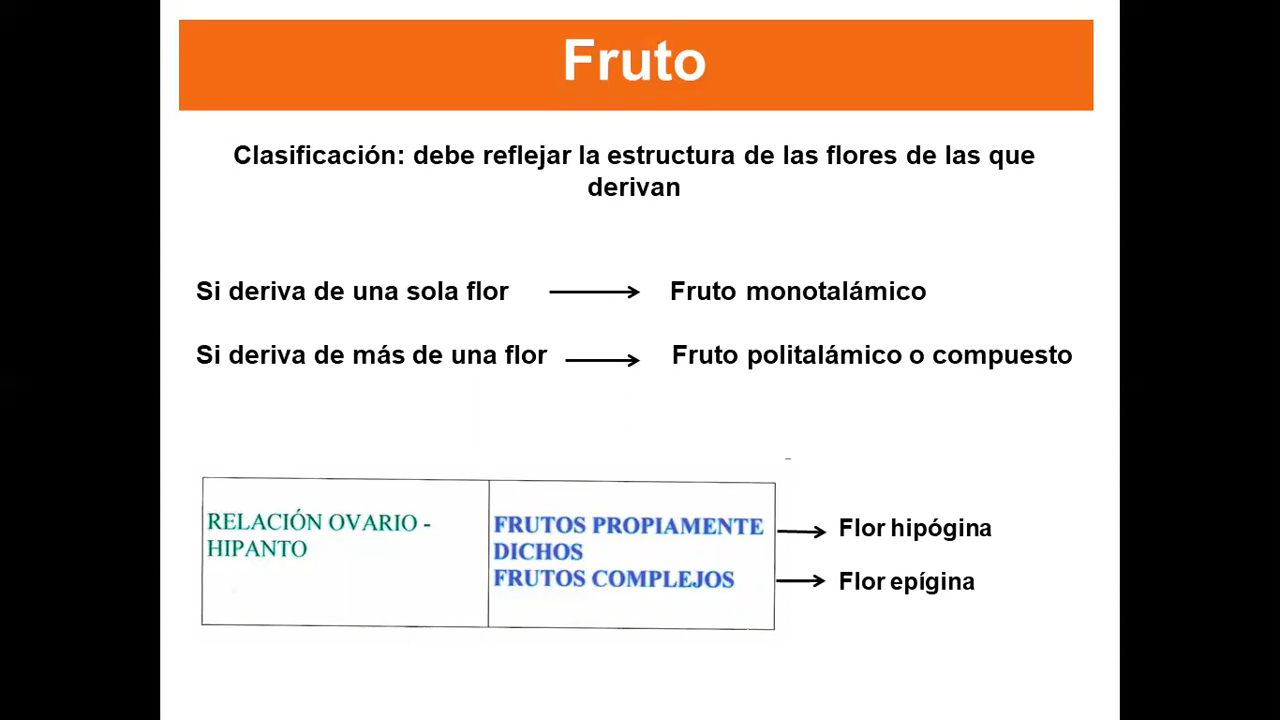 Fruto
Clasificación: debe reflejar la estructura de las flores de las que
derivan
Si deriva de una sola flor
Fruto monotalámico
Si deriva de más de una flor
Fruto politalámico o compuesto
RELACIÓN OVARIO -
HIPANTO
FRUTOS PROPIAMENTE
DICHOS
FRUTOS COMPLEJOS
Flor hipógina
Flor epígina